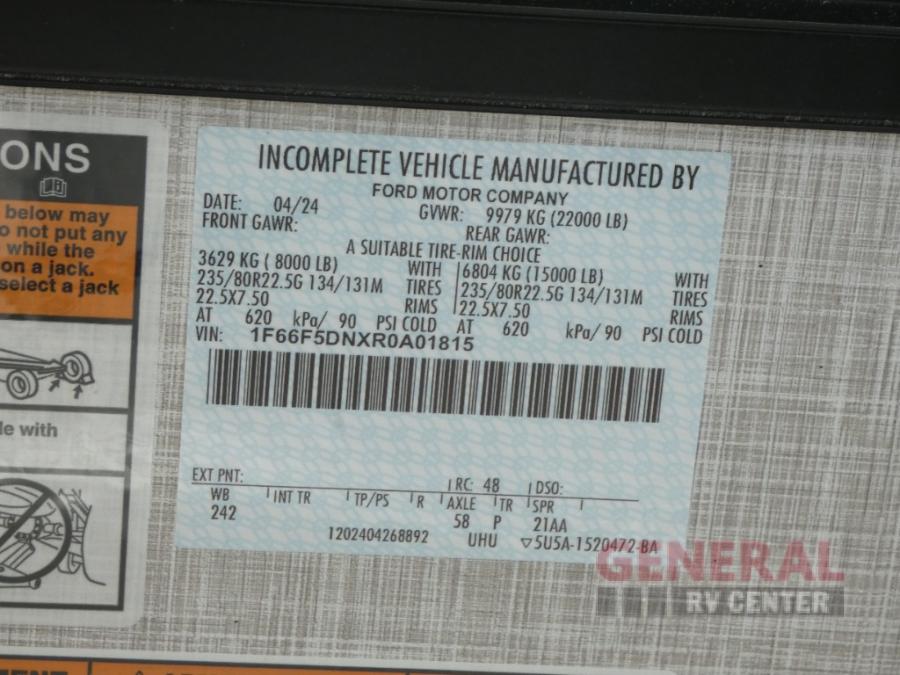 ONS
below may
o not put any
while the
on a jack.
select a jack
le with
INCOMPLETE VEHICLE MANUFACTURED BY
FORD MOTOR COMPANY
DATE: 04/24 GVWR: 9979 KG (22000 LB)
FRONT GAWR: REAR GAWR:
A SUITABLE TIRE-RIM CHOICE
3629 KG ( 8000 LB) WITH 6804 KG (15000 LB) WITH
235/80R22.5G 134/131M TIRES 235/80R22.5G 134/131M TIRES
22.5X7.50 RIMS 22.5X7.50 RIMS
AT 620 kPa/ 90 PSI COLD AT 620 kPa/ 90 PSI COLD
VIN: 1F66F5DNXR0A01815
EXT PNT: RC: 48 DSO:
WB INT TR TP/PS R AXLE TR SPR
242 58 P 21AA
1202404268892 UHU ▽5U5A-1520472-BA
GENERAL
RV CENTER